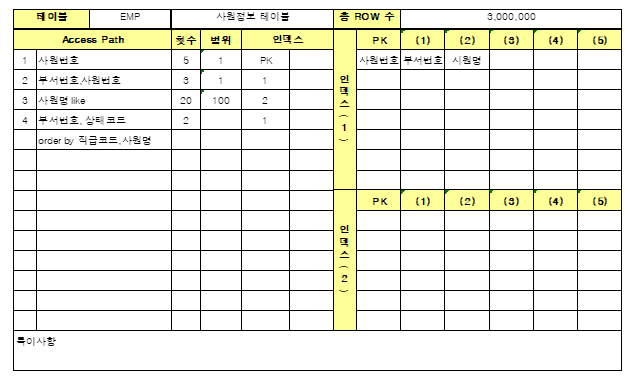 테이블 EMP 사원정보 테이블 총 ROW 수 3,000,000
Access Path 횟수 범위 인덱스 인덱스(1) PK (1) (2) (3) (4) (5)
1 사원번호 5 1 PK 사원번호 부서번호 시원명
2 부서번호,사원번호 3 1 1
3 사원명 like 20 100 2
4 부서번호, 상태코드 2 1
order by 직급코드,사원명
인덱스(2) PK (1) (2) (3) (4) (5)
특이사항